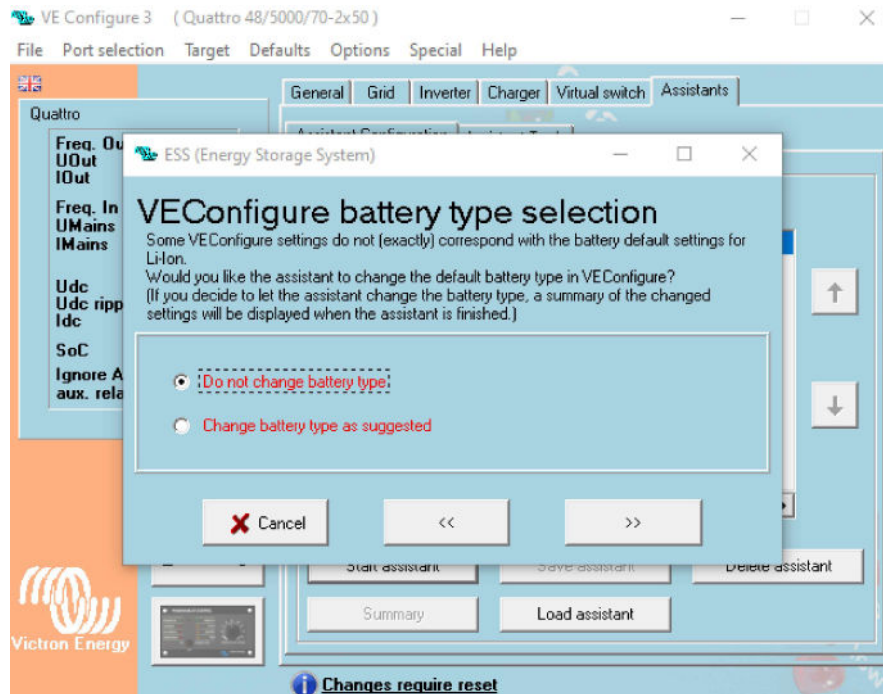 VE Configure 3 ( Quattro 48/5000/70-2x50 )
File Port selection Target Defaults Options Special Help
General Grid Inverter Charger Virtual switch Assistants
Quattro
Freq. Ou
UOut
IOut
Freq. In
UMains
IMains
Udc
Udc ripp
Idc
SoC
Ignore A
aux. rela
ESS (Energy Storage System)
VEConfigure battery type selection
Some VEConfigure settings do not (exactly) correspond with the battery default settings for
Li-Ion.
Would you like the assistant to change the default battery type in VEConfigure?
(If you decide to let the assistant change the battery type, a summary of the changed
settings will be displayed when the assistant is finished.)
Do not change battery type
Change battery type as suggested
Cancel << >>
Start assistant Save assistant Delete assistant
Summary Load assistant
Victron Energy
Changes require reset